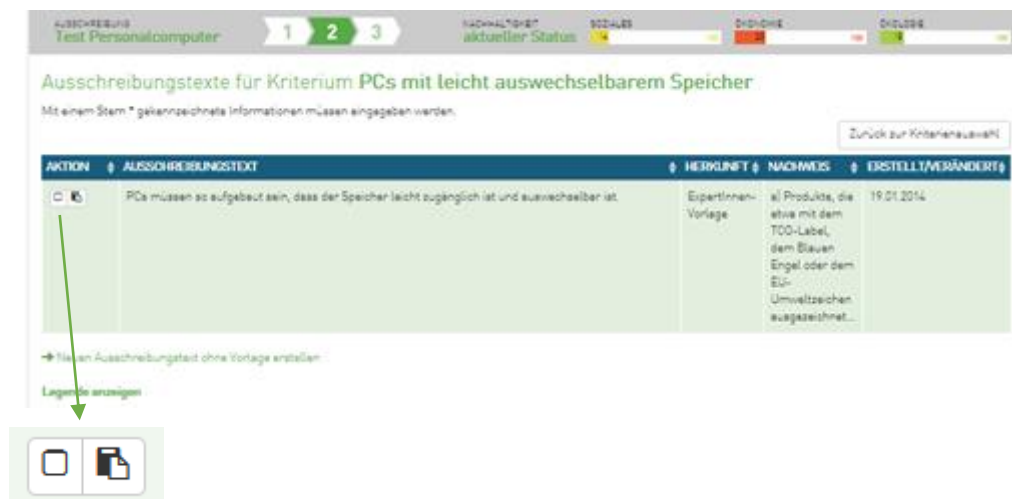 AUSSCHREIBUNG
Test Personalcomputer
1 2 3
NACHHALTIGKEIT
aktueller Status
SOZIALES
ÖKONOMIE
ÖKOLOGIE
Ausschreibungstexte für Kriterium PCs mit leicht auswechselbarem Speicher
Mit einem Stern * gekennzeichnete Informationen müssen eingegeben werden.
Zurück zur Kriterienauswahl
AKTION AUSSCHREIBUNGSTEXT HERKUNFT NACHWEIS ERSTELLT/VERÄNDERT
PCs müssen so aufgebaut sein, dass der Speicher leicht zugänglich ist und auswechselbar ist.
ExpertInnen-
Vorlage
a) Produkte, die
etwa mit dem
TCO-Label,
dem Blauen
Engel oder dem
EU-
Umweltzeichen
ausgezeichnet...
19.01.2014
Neuen Ausschreibungstext ohne Vorlage erstellen
Legende anzeigen